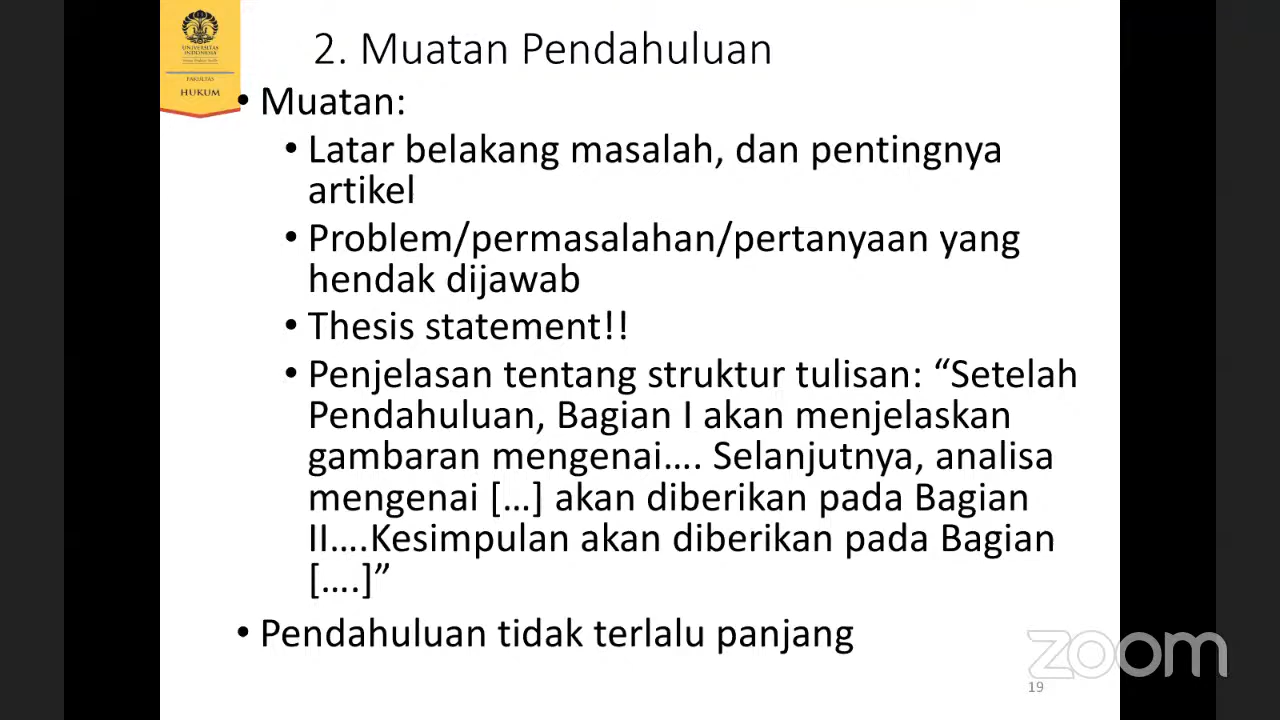 UNIVERSITAS
INDONESIA
FAKULTAS
HUKUM
2. Muatan Pendahuluan
• Muatan:
• Latar belakang masalah, dan pentingnya
artikel
• Problem/permasalahan/pertanyaan yang
hendak dijawab
• Thesis statement!!
• Penjelasan tentang struktur tulisan: “Setelah
Pendahuluan, Bagian I akan menjelaskan
gambaran mengenai…. Selanjutnya, analisa
mengenai […] akan diberikan pada Bagian
II….Kesimpulan akan diberikan pada Bagian
[….]”
• Pendahuluan tidak terlalu panjang
zoom
19